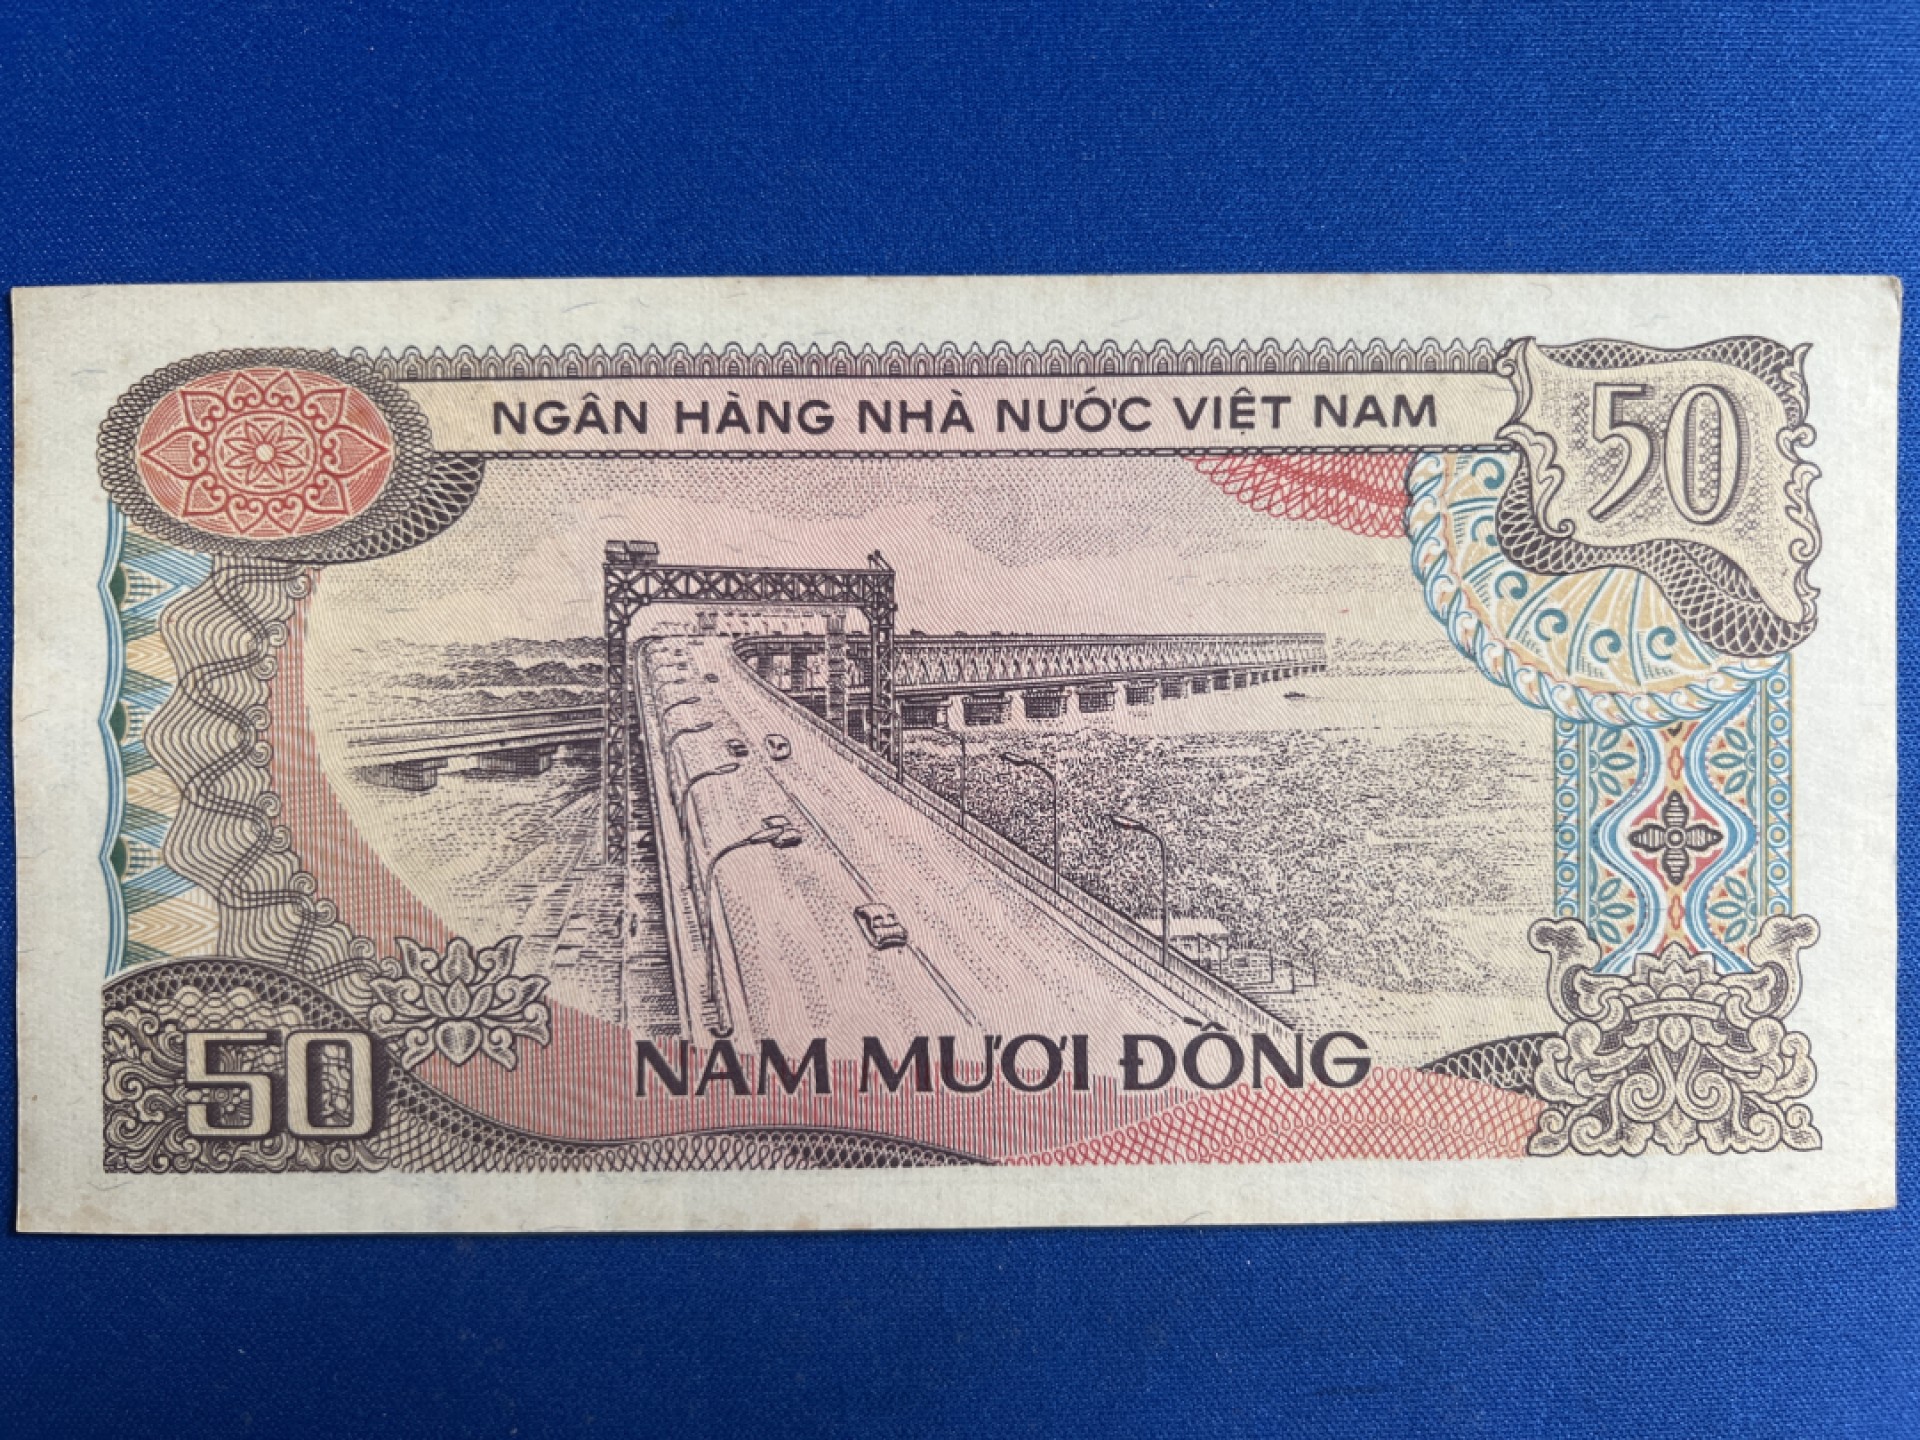 NGÂN HÀNG NHÀ NƯỚC VIỆT NAM
50
50
NĂM MƯƠI ĐỒNG